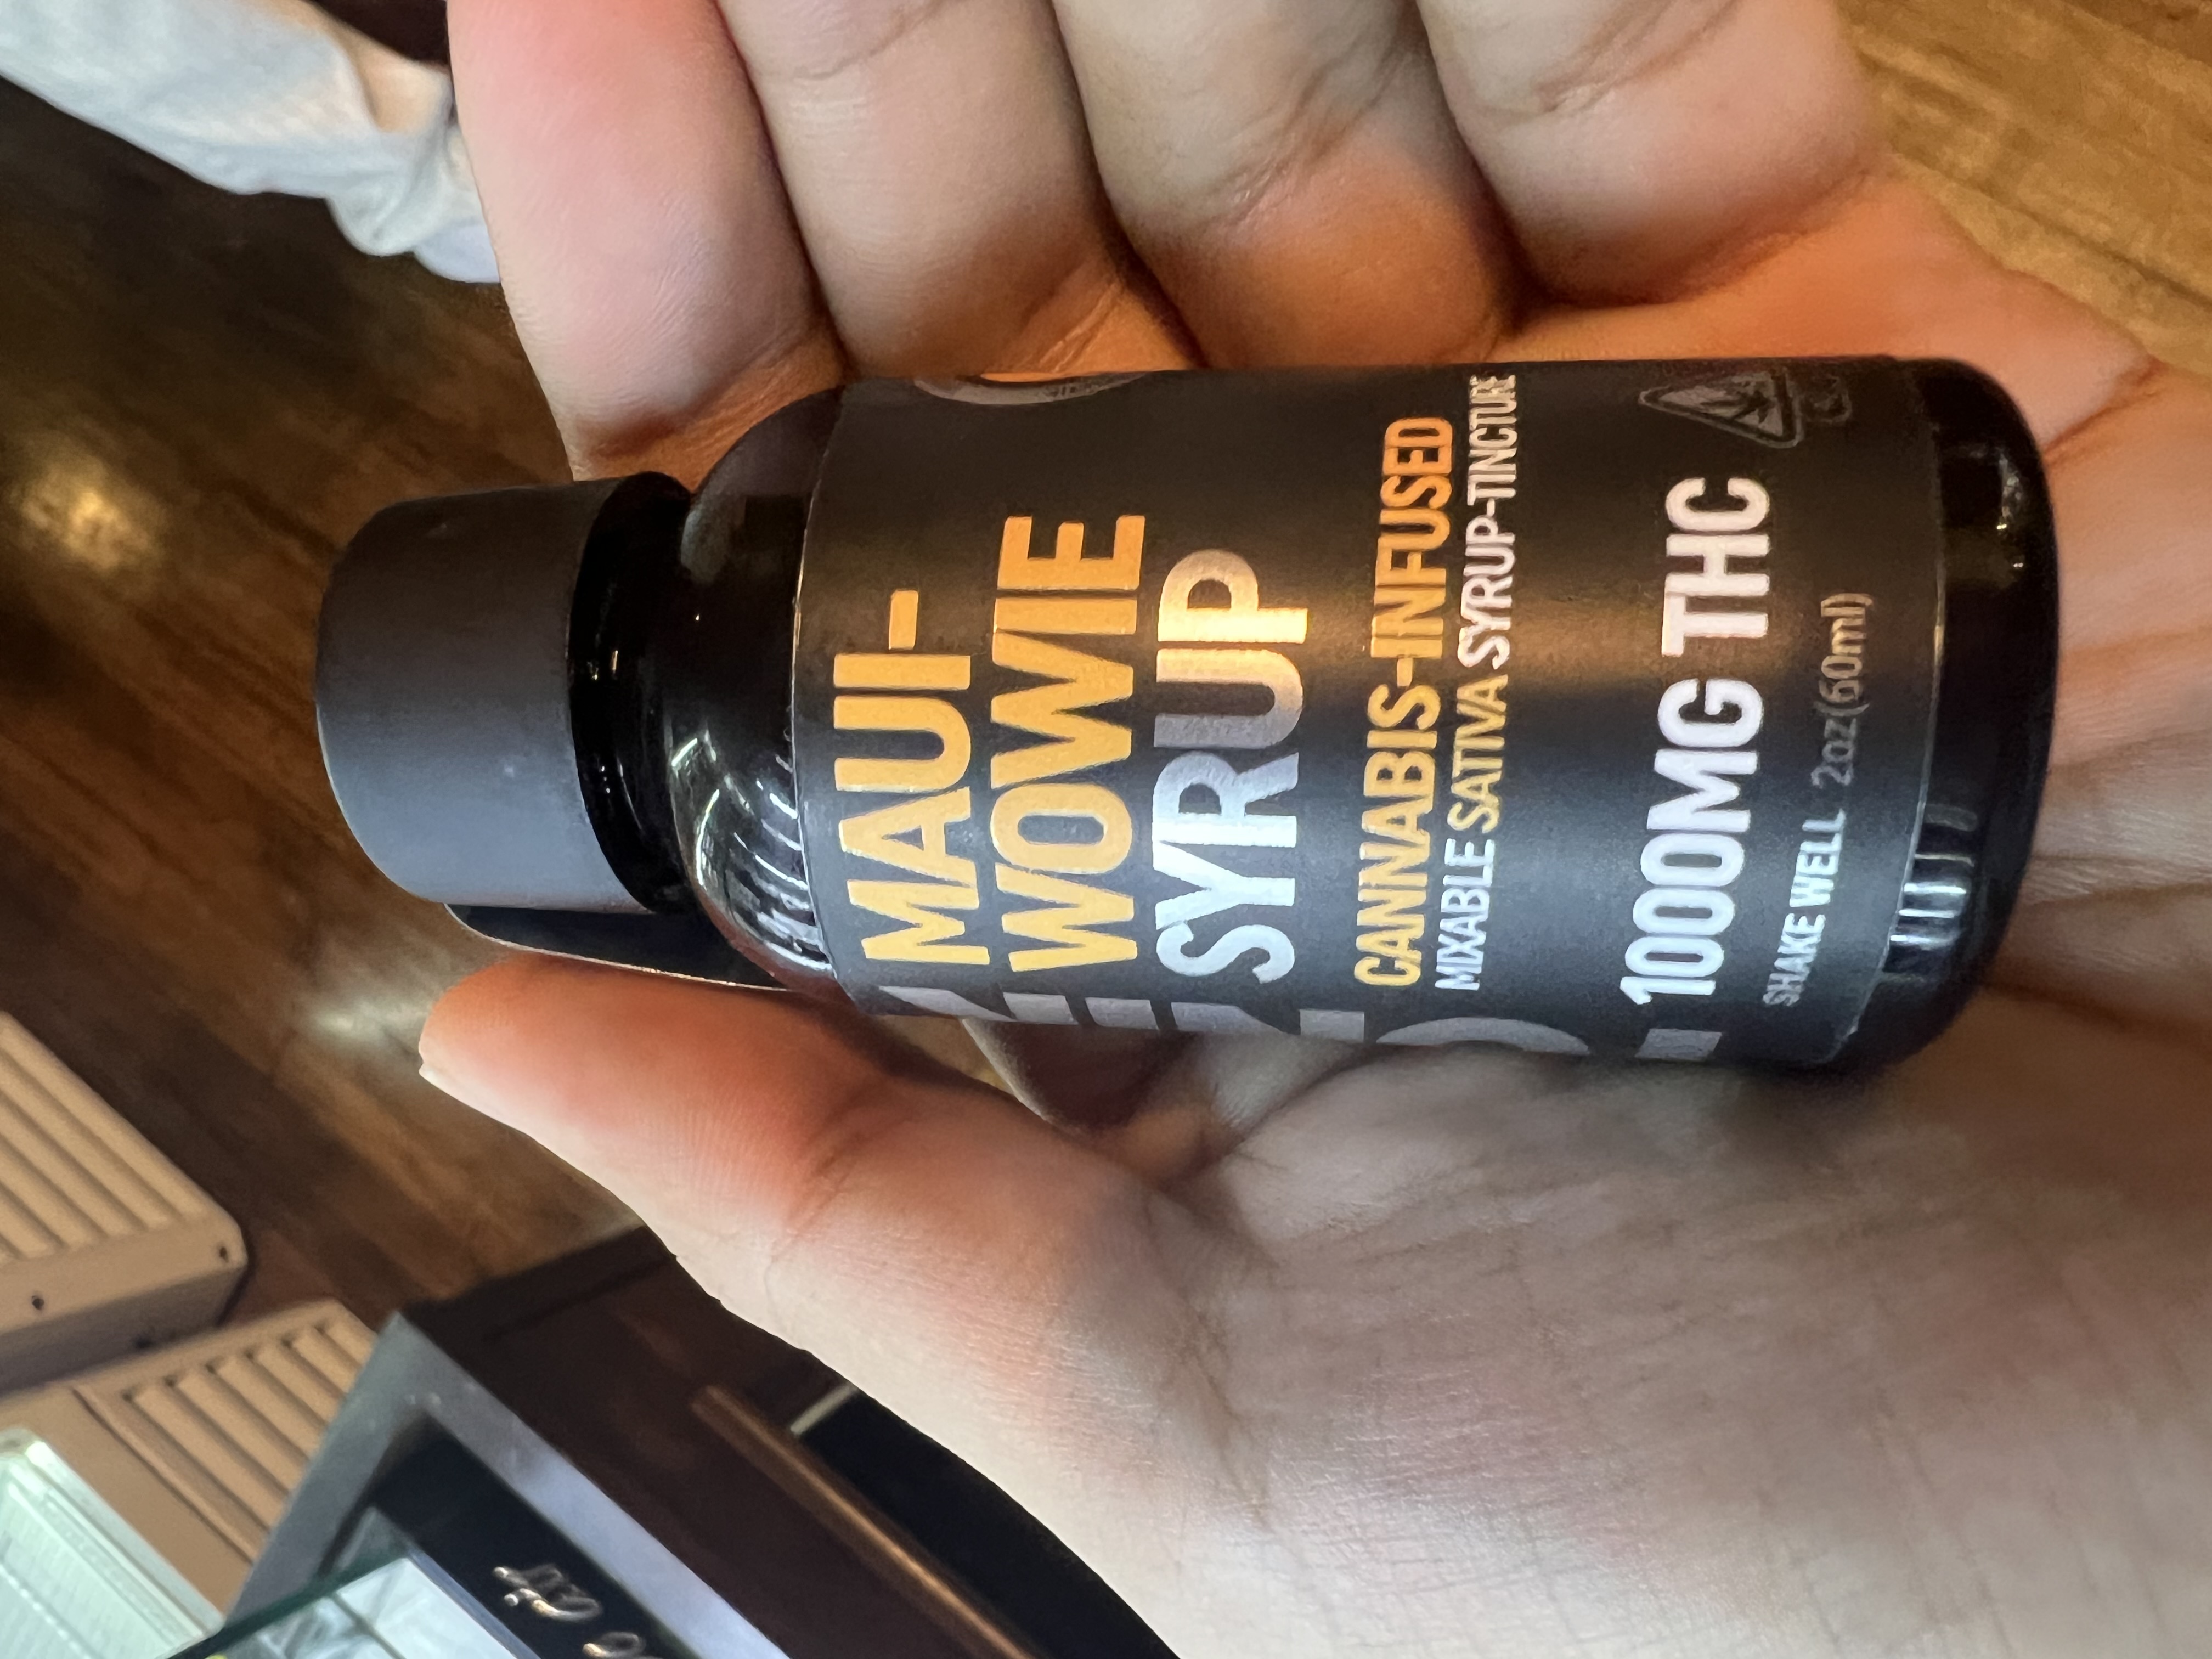 MAUI-
WOWIE
SYRUP
CANNABIS-INFUSED
MIXABLE SATIVA SYRUP-TINCTURE
1000MG THC
SHAKE WELL 2oz(60ml)